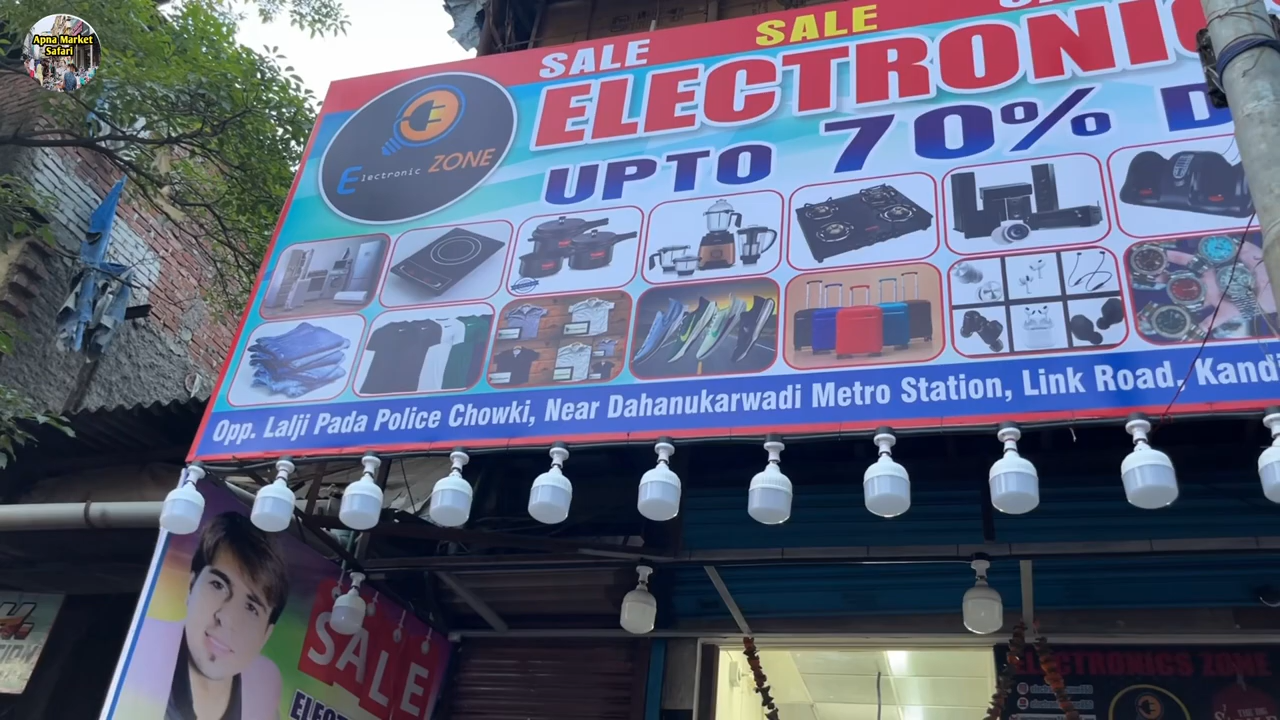 Apna Market
Safari
SALE SALE
ELECTRONIC
UPTO 70% D
Electronic ZONE
Opp. Lalji Pada Police Chowki, Near Dahanukarwadi Metro Station, Link Road, Kandi
SALE
ELECT
ELECTRONICS ZONE